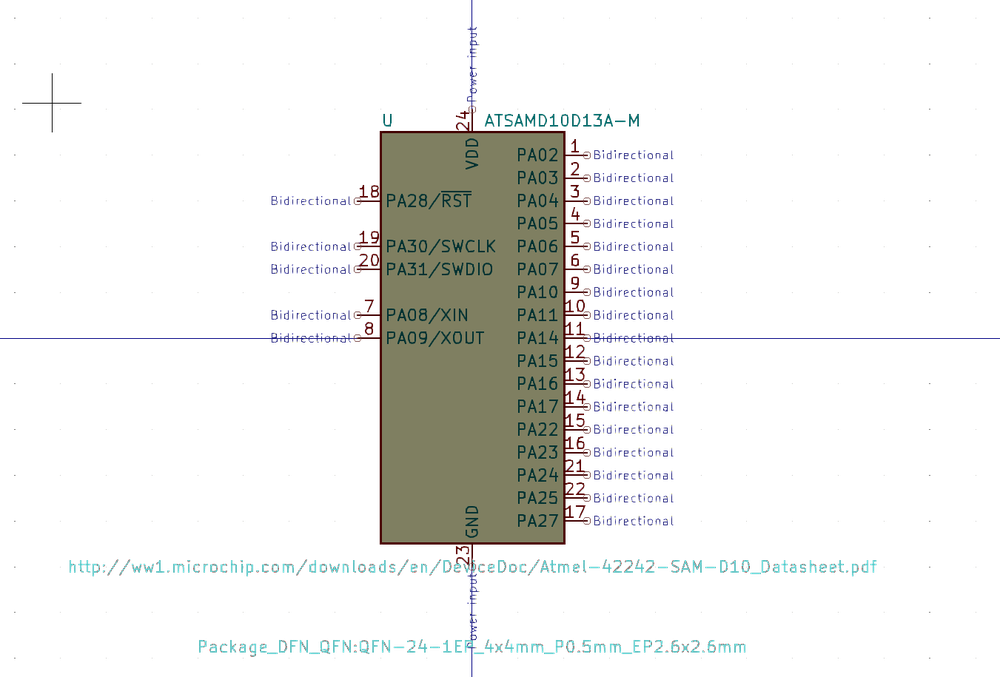 Power input
24
U ATSAMD10D13A-M
VDD
PA02 1 Bidirectional
PA03 2 Bidirectional
Bidirectional 18 PA28/RST PA04 3 Bidirectional
PA05 4 Bidirectional
Bidirectional 19 PA30/SWCLK PA06 5 Bidirectional
Bidirectional 20 PA31/SWDIO PA07 6 Bidirectional
PA10 9 Bidirectional
Bidirectional 7 PA08/XIN PA11 10 Bidirectional
Bidirectional 8 PA09/XOUT PA14 11 Bidirectional
PA15 12 Bidirectional
PA16 13 Bidirectional
PA17 14 Bidirectional
PA22 15 Bidirectional
PA23 16 Bidirectional
PA24 21 Bidirectional
PA25 22 Bidirectional
PA27 17 Bidirectional
GND
23
http://ww1.microchip.com/downloads/en/DeviceDoc/Atmel-42242-SAM-D10_Datasheet.pdf
Power input
Package_DFN_QFN:QFN-24-1EP_4x4mm_P0.5mm_EP2.6x2.6mm